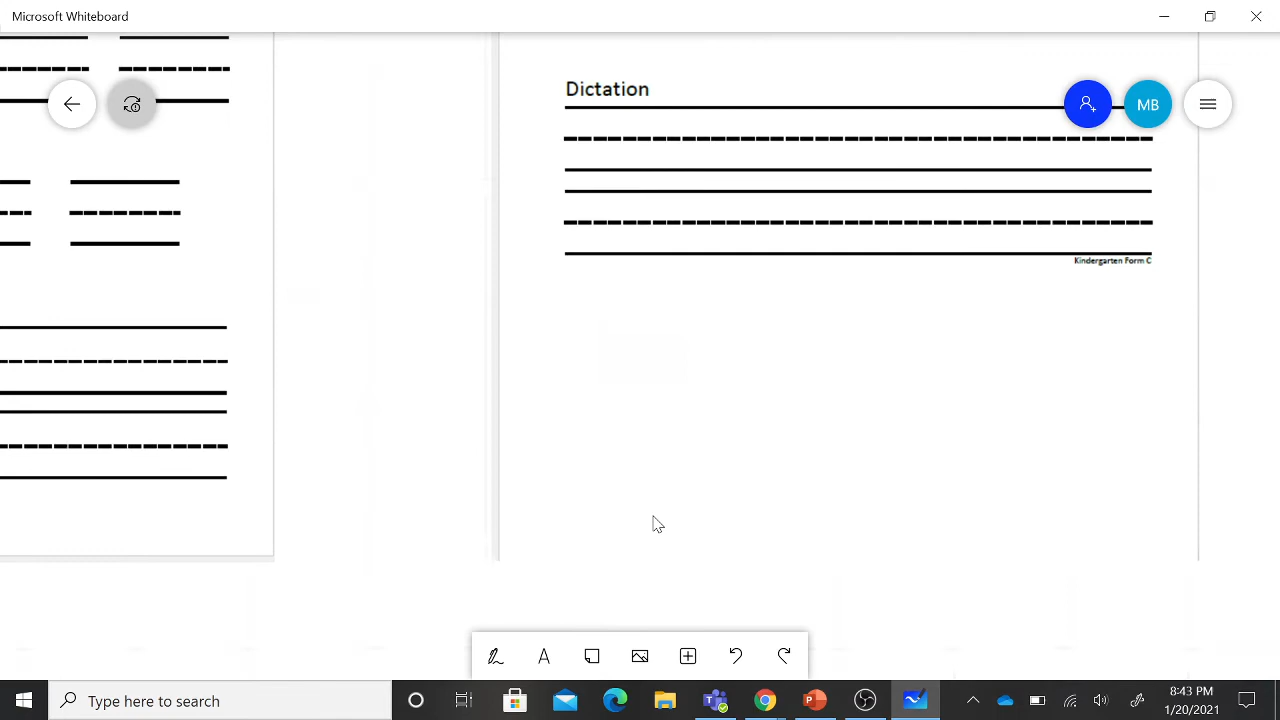 Microsoft Whiteboard
Dictation
MB
Kindergarten Form C
Type here to search
8:43 PM
1/20/2021